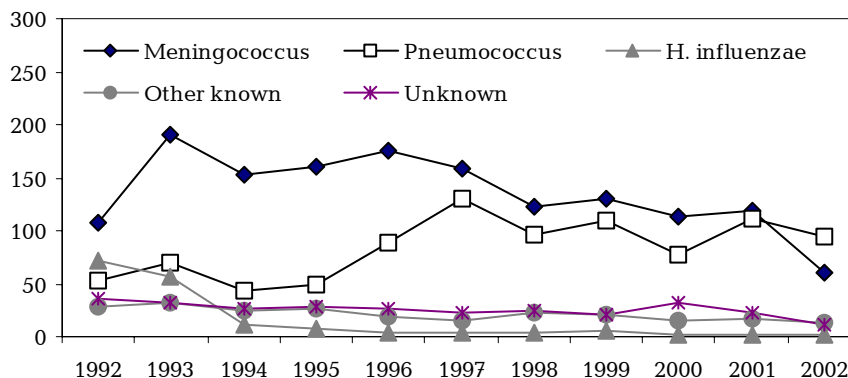 300
Meningococcus Pneumococcus H. influenzae
250
Other known Unknown
200
150
100
50
0
1992 1993 1994 1995 1996 1997 1998 1999 2000 2001 2002